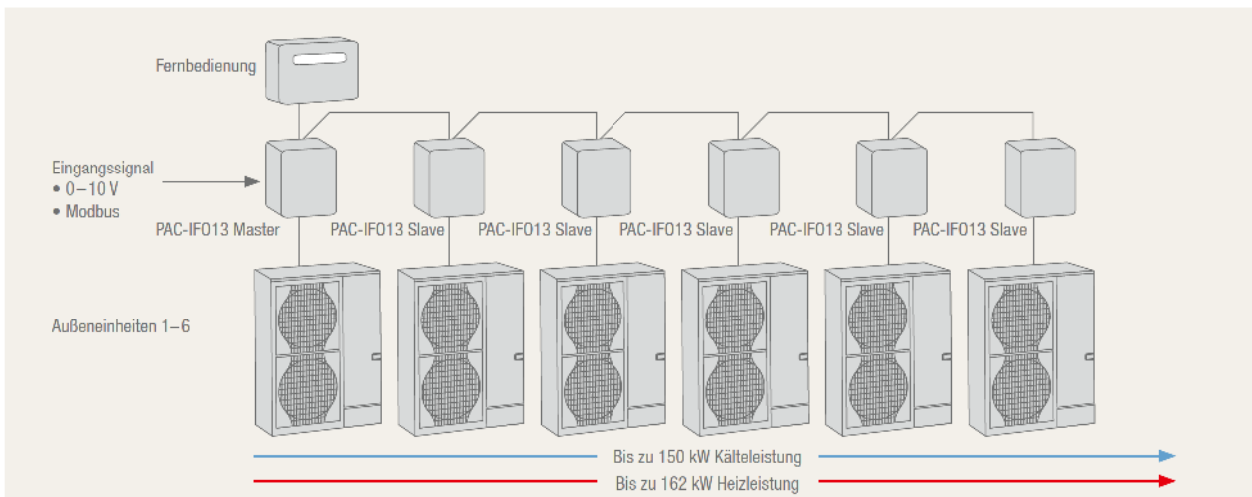 Fernbedienung
Eingangssignal
• 0–10 V
• Modbus
PAC-IF013 Master
PAC-IF013 Slave
PAC-IF013 Slave
PAC-IF013 Slave
PAC-IF013 Slave
PAC-IF013 Slave
Außeneinheiten 1–6
Bis zu 150 kW Kälteleistung
Bis zu 162 kW Heizleistung